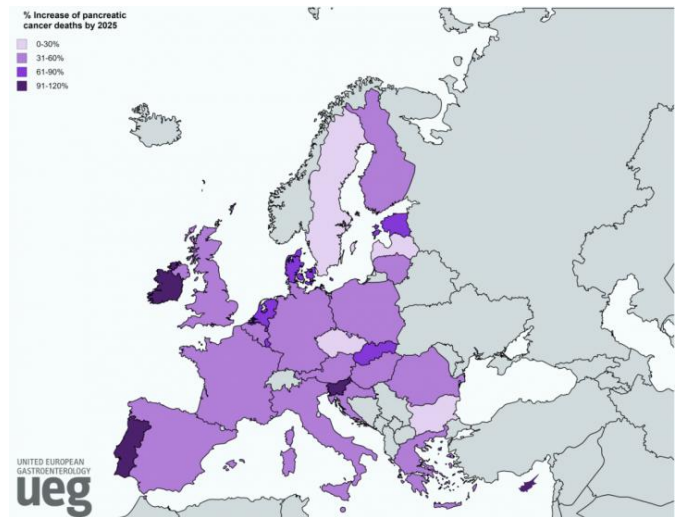 % Increase of pancreatic
cancer deaths by 2025
0-30%
31-60%
61-90%
91-120%
UNITED EUROPEAN
GASTROENTEROLOGY
ueg